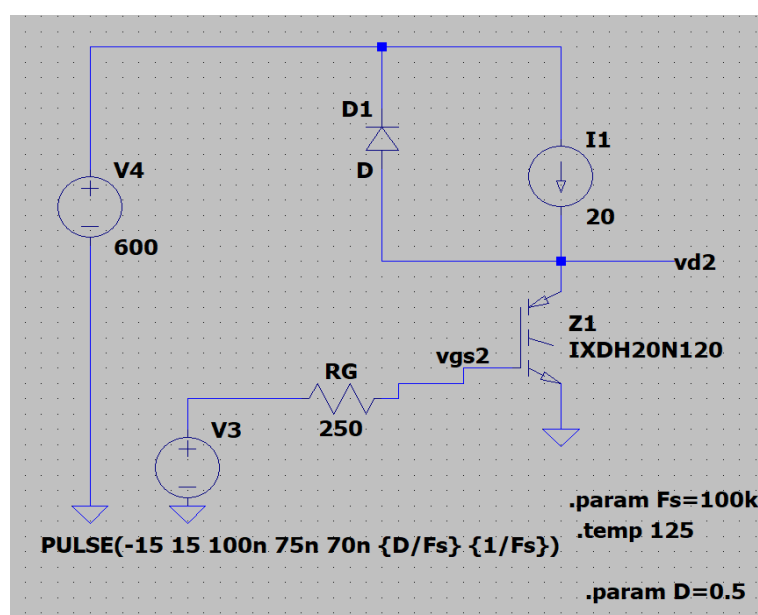 D1
I1
V4
D
20
600
vd2
Z1
IXDH20N120
vgs2
RG
V3
250
.param Fs=100k
.temp 125
PULSE(-15 15 100n 75n 70n {D/Fs} {1/Fs})
.param D=0.5